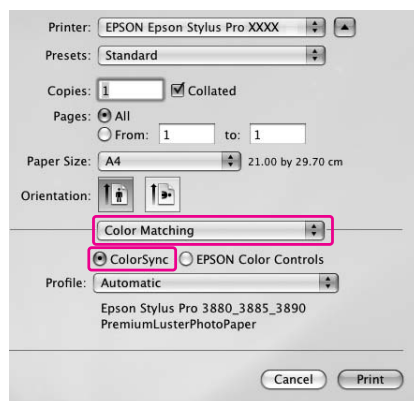 Printer: EPSON Epson Stylus Pro XXXX
Presets: Standard
Copies: 1 Collated
Pages: All
From: 1 to: 1
Paper Size: A4 21.00 by 29.70 cm
Orientation:
Color Matching
ColorSync EPSON Color Controls
Profile: Automatic
Epson Stylus Pro 3880_3885_3890
PremiumLusterPhotoPaper
Cancel Print